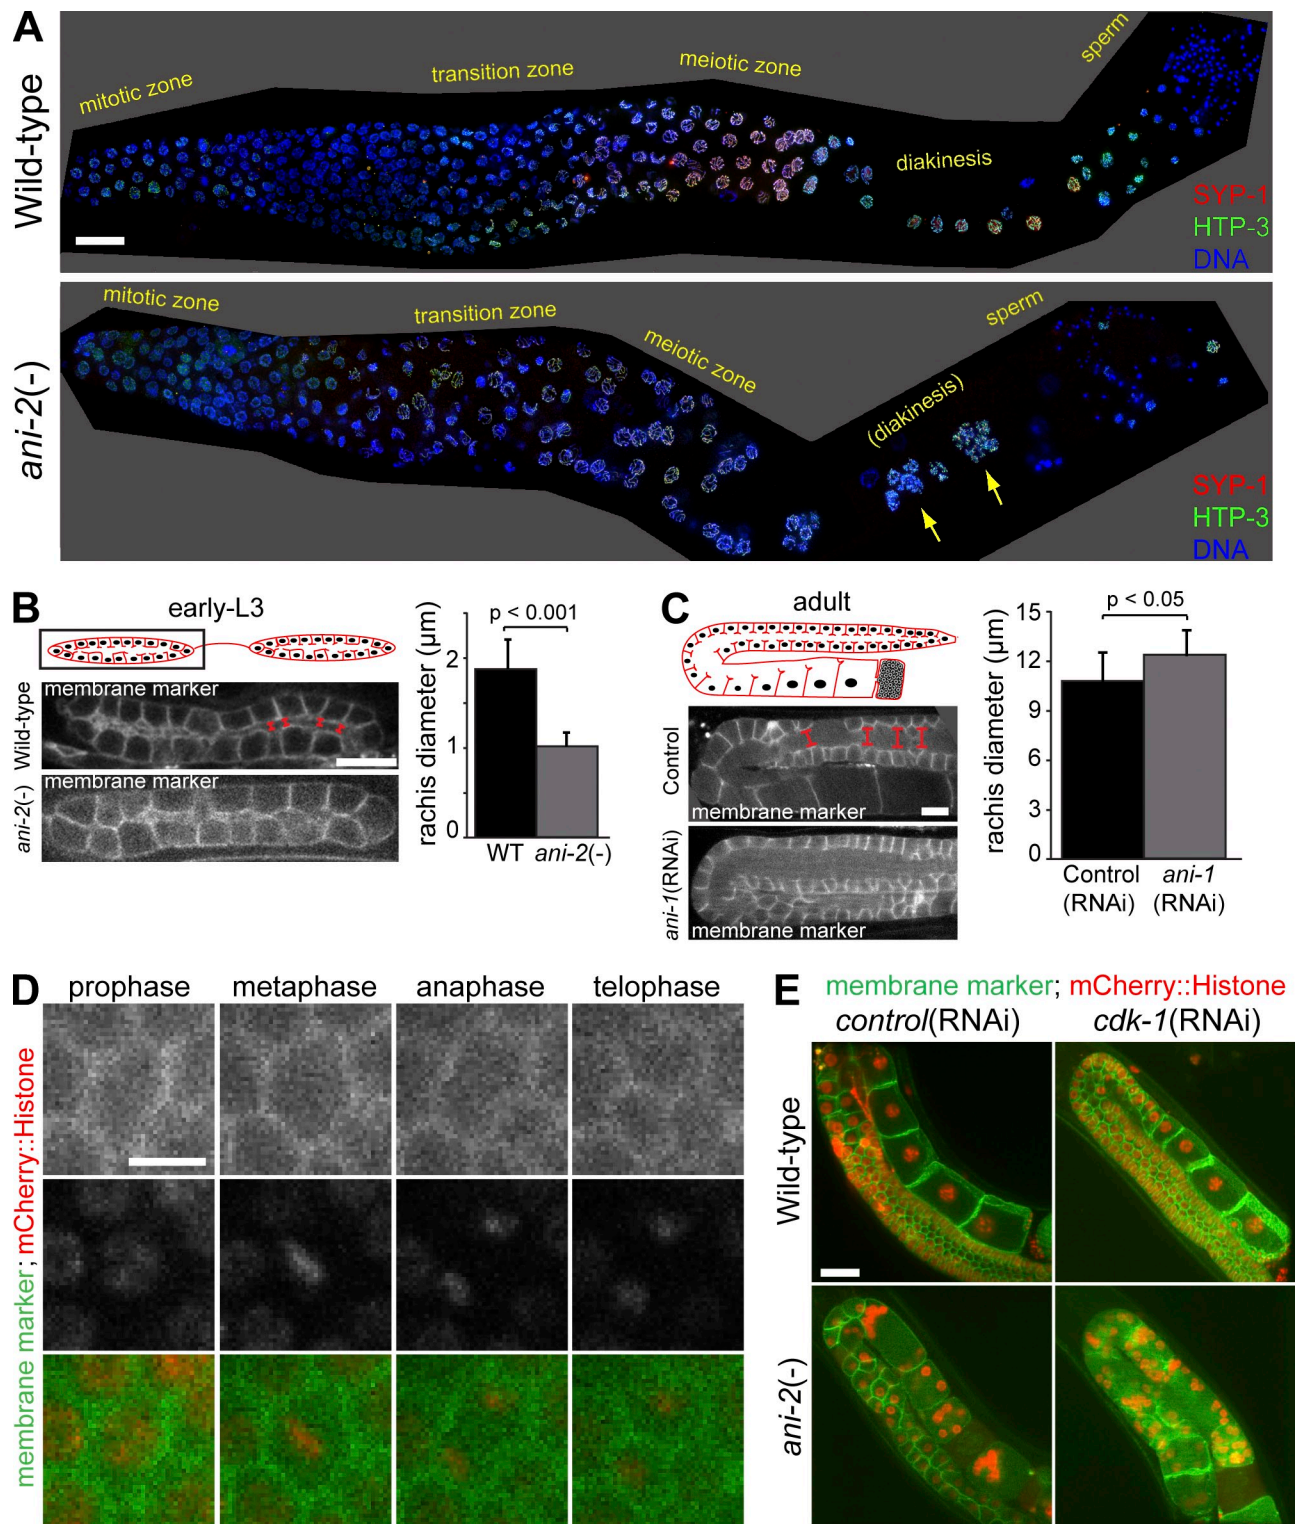 A
Wild-type
mitotic zone
transition zone
meiotic zone
sperm
diakinesis
SYP-1
HTP-3
DNA
ani-2(-)
mitotic zone
transition zone
meiotic zone
(diakinesis)
sperm
SYP-1
HTP-3
DNA
B
early-L3
Wild-type
membrane marker
ani-2(-)
membrane marker
rachis diameter (µm)
p < 0.001
2
1
0
WT
ani-2(-)
C
adult
Control
membrane marker
ani-1(RNAi)
membrane marker
rachis diameter (µm)
p < 0.05
15
12
9
6
3
0
Control
(RNAi)
ani-1
(RNAi)
D
prophase
metaphase
anaphase
telophase
membrane marker; mCherry::Histone
E
membrane marker; mCherry::Histone
control(RNAi)
cdk-1(RNAi)
Wild-type
ani-2(-)